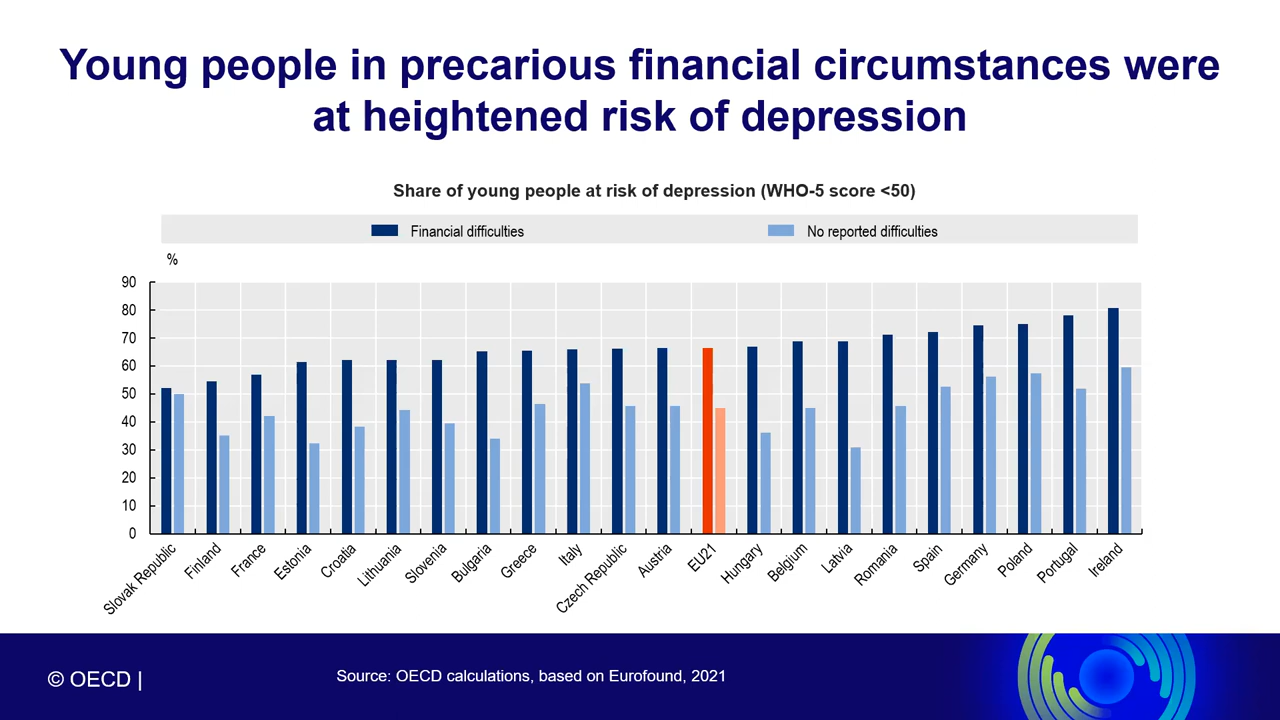 Young people in precarious financial circumstances were
at heightened risk of depression
Share of young people at risk of depression (WHO-5 score <50)
Financial difficulties
No reported difficulties
%
90
80
70
60
50
40
30
20
10
0
Slovak Republic
Finland
France
Estonia
Croatia
Lithuania
Slovenia
Bulgaria
Greece
Italy
Czech Republic
Austria
EU21
Hungary
Belgium
Latvia
Romania
Spain
Germany
Poland
Portugal
Ireland
© OECD |
Source: OECD calculations, based on Eurofound, 2021